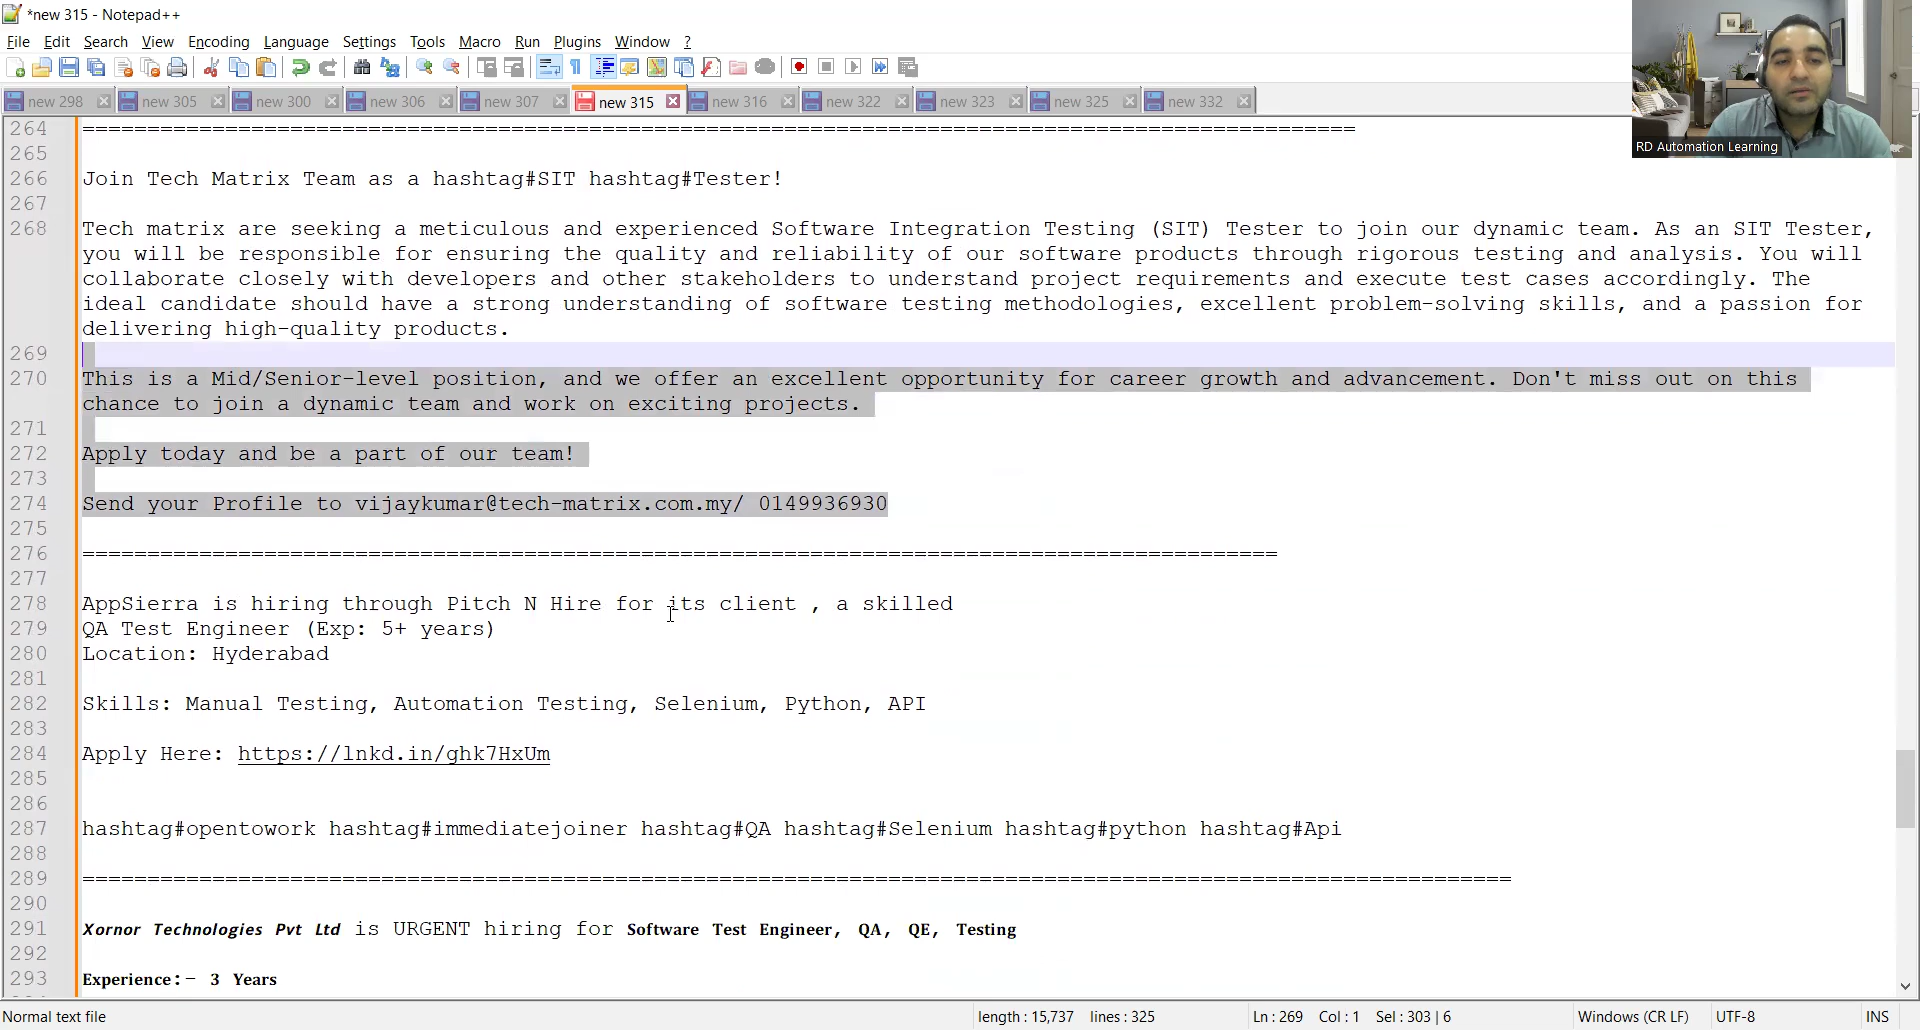 *new 315 - Notepad++
File Edit Search View Encoding Language Settings Tools Macro Run Plugins Window ?
new 298 new 305 new 300 new 306 new 307 new 315 new 316 new 322 new 323 new 325 new 332
RD Automation Learning
264 ==================================================================================================
265
266 Join Tech Matrix Team as a hashtag#SIT hashtag#Tester!
267
268 Tech matrix are seeking a meticulous and experienced Software Integration Testing (SIT) Tester to join our dynamic team. As an SIT Tester,
you will be responsible for ensuring the quality and reliability of our software products through rigorous testing and analysis. You will
collaborate closely with developers and other stakeholders to understand project requirements and execute test cases accordingly. The
ideal candidate should have a strong understanding of software testing methodologies, excellent problem-solving skills, and a passion for
delivering high-quality products.
269
270 This is a Mid/Senior-level position, and we offer an excellent opportunity for career growth and advancement. Don't miss out on this
chance to join a dynamic team and work on exciting projects.
271
272 Apply today and be a part of our team!
273
274 Send your Profile to vijaykumar@tech-matrix.com.my/ 0149936930
275
276 ============================================================================================
277
278 AppSierra is hiring through Pitch N Hire for its client , a skilled
279 QA Test Engineer (Exp: 5+ years)
280 Location: Hyderabad
281
282 Skills: Manual Testing, Automation Testing, Selenium, Python, API
283
284 Apply Here: https://lnkd.in/ghk7HxUm
285
286
287 hashtag#opentowork hashtag#immediatejoiner hashtag#QA hashtag#Selenium hashtag#python hashtag#Api
288
289 ==============================================================================================================
290
291 Xornor Technologies Pvt Ltd is URGENT hiring for Software Test Engineer, QA, QE, Testing
292
293 Experience:- 3 Years
Normal text file length : 15,737 lines : 325 Ln : 269 Col : 1 Sel : 303 | 6 Windows (CR LF) UTF-8 INS